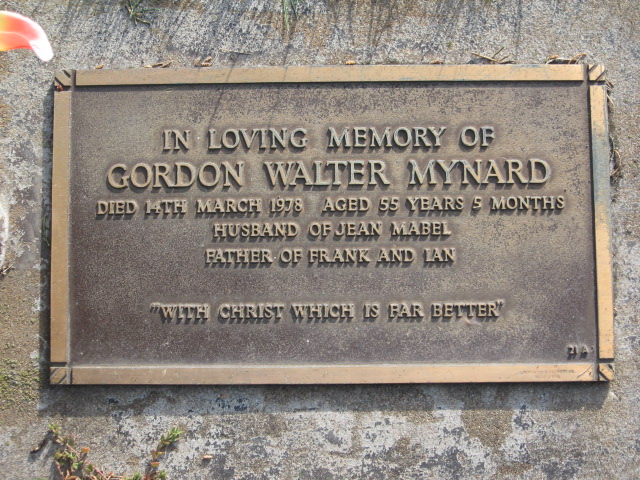 IN LOVING MEMORY OF
GORDON WALTER MYNARD
DIED 14TH MARCH 1978 AGED 55 YEARS 5 MONTHS
HUSBAND OF JEAN MABEL
FATHER OF FRANK AND IAN
"WITH CHRIST WHICH IS FAR BETTER"
21 A